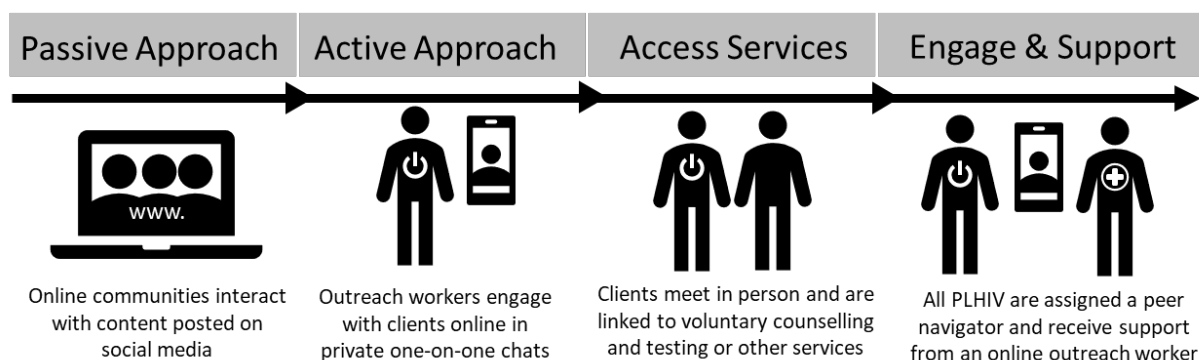 Passive Approach
Active Approach
Access Services
Engage & Support
www.
Online communities interact
with content posted on
social media
Outreach workers engage
with clients online in
private one-on-one chats
Clients meet in person and are
linked to voluntary counselling
and testing or other services
All PLHIV are assigned a peer
navigator and receive support
from an online outreach worker